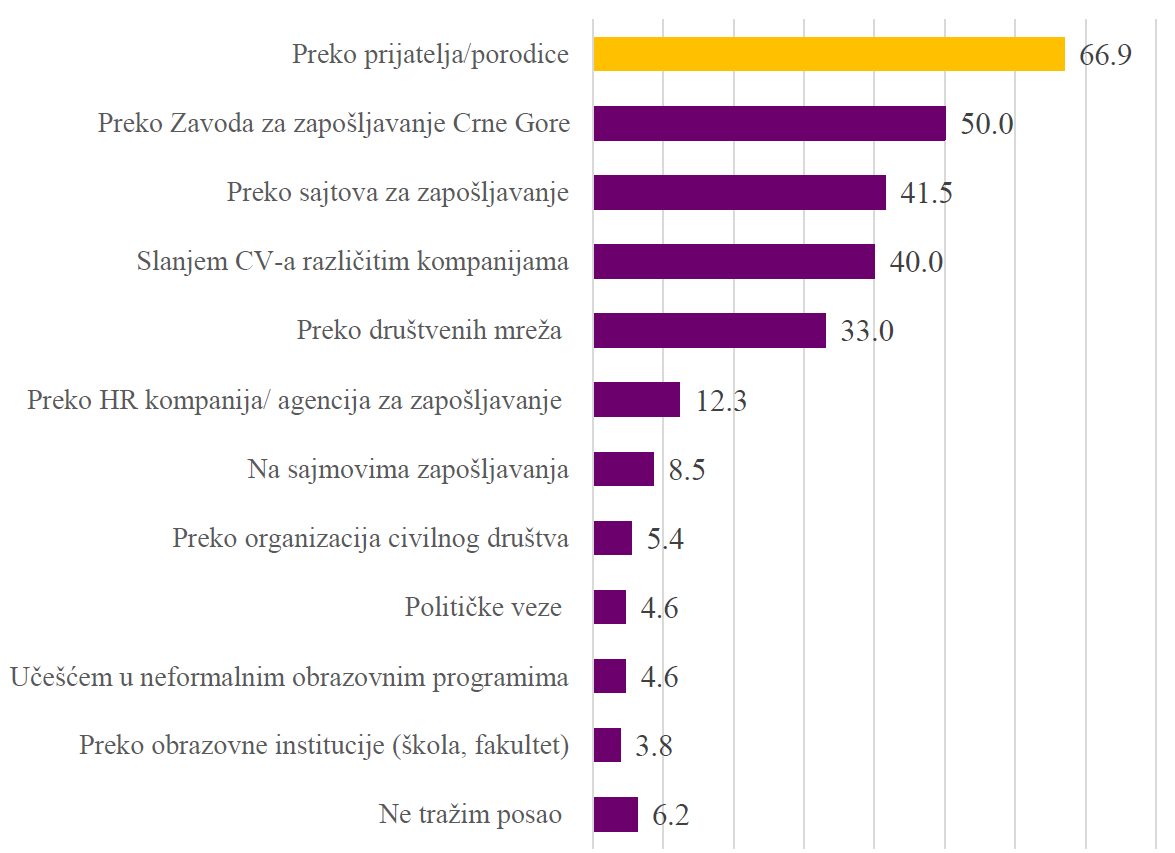 Preko prijatelja/porodice 66.9
Preko Zavoda za zapošljavanje Crne Gore 50.0
Preko sajtova za zapošljavanje 41.5
Slanjem CV-a različitim kompanijama 40.0
Preko društvenih mreža 33.0
Preko HR kompanija/ agencija za zapošljavanje 12.3
Na sajmovima zapošljavanja 8.5
Preko organizacija civilnog društva 5.4
Političke veze 4.6
Učešćem u neformalnim obrazovnim programima 4.6
Preko obrazovne institucije (škola, fakultet) 3.8
Ne tražim posao 6.2